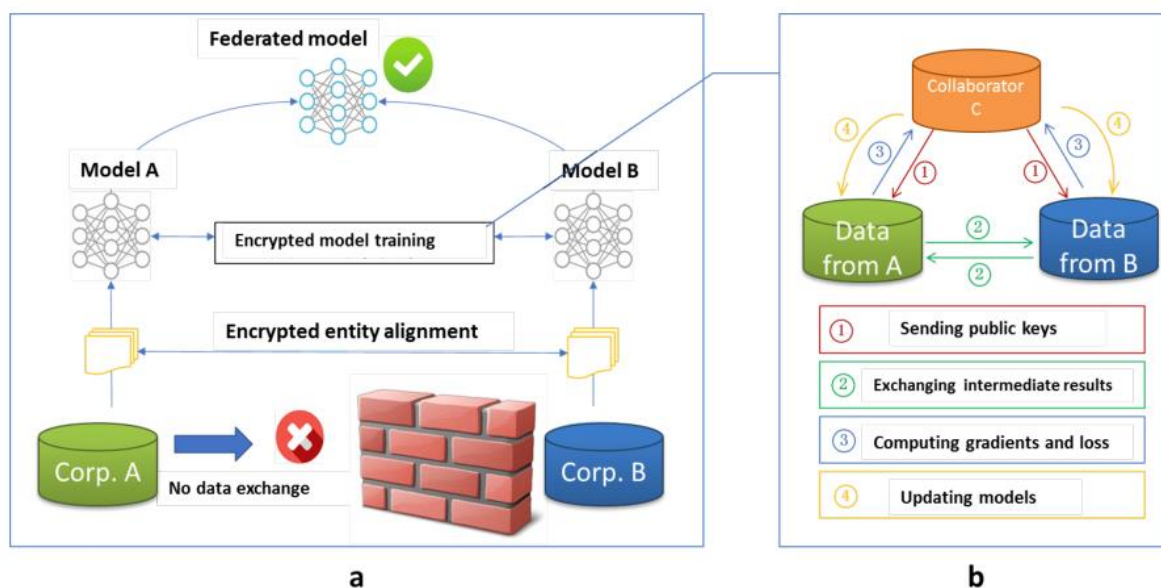 Federated model
Model A
Model B
Encrypted model training
Encrypted entity alignment
Corp. A
No data exchange
Corp. B
a
Collaborator
C
④
④
③
③
①
①
Data
from A
②
②
Data
from B
① Sending public keys
② Exchanging intermediate results
③ Computing gradients and loss
④ Updating models
b